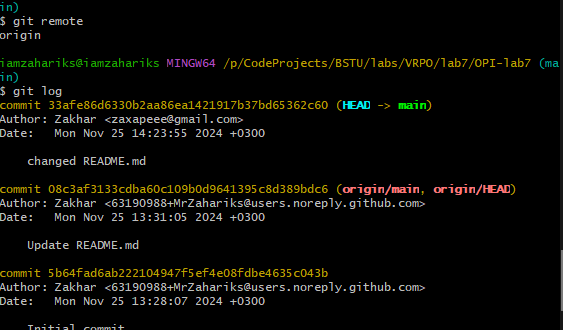 in)
$ git remote
origin
iamzahariks@iamzahariks MINGW64 /p/CodeProjects/BSTU/labs/VRPO/lab7/OPI-lab7 (ma
in)
$ git log
commit 33afe86d6330b2aa86ea1421917b37bd65362c60 (HEAD -> main)
Author: Zakhar <zaxapeee@gmail.com>
Date:   Mon Nov 25 14:23:55 2024 +0300
    changed README.md
commit 08c3af3133cdba60c109b0d9641395c8d389bdc6 (origin/main, origin/HEAD)
Author: Zakhar <63190988+MrZahariks@users.noreply.github.com>
Date:   Mon Nov 25 13:31:05 2024 +0300
    Update README.md
commit 5b64fad6ab222104947f5ef4e08fdbe4635c043b
Author: Zakhar <63190988+MrZahariks@users.noreply.github.com>
Date:   Mon Nov 25 13:28:07 2024 +0300
    Initial commit